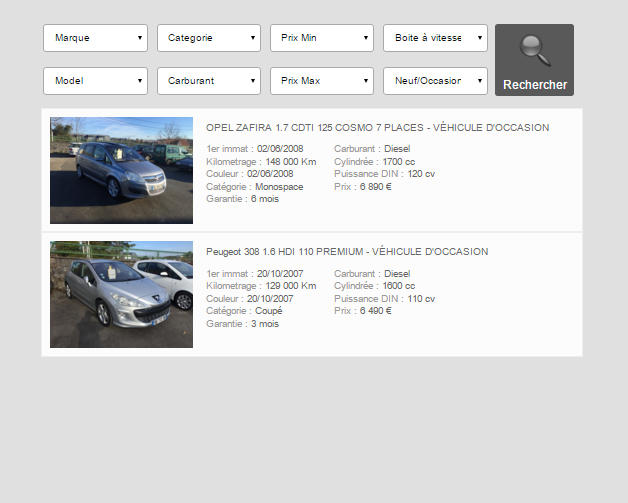 Marque Categorie Prix Min Boite à vitesse
Model Carburant Prix Max Neuf/Occasion
Rechercher
OPEL ZAFIRA 1.7 CDTI 125 COSMO 7 PLACES - VÉHICULE D'OCCASION
1er immat : 02/06/2008 Carburant : Diesel
Kilometrage : 148 000 Km Cylindrée : 1700 cc
Couleur : 02/06/2008 Puissance DIN : 120 cv
Catégorie : Monospace Prix : 6 890 €
Garantie : 6 mois
Peugeot 308 1.6 HDI 110 PREMIUM - VÉHICULE D'OCCASION
1er immat : 20/10/2007 Carburant : Diesel
Kilometrage : 129 000 Km Cylindrée : 1600 cc
Couleur : 20/10/2007 Puissance DIN : 110 cv
Catégorie : Coupé Prix : 6 490 €
Garantie : 3 mois